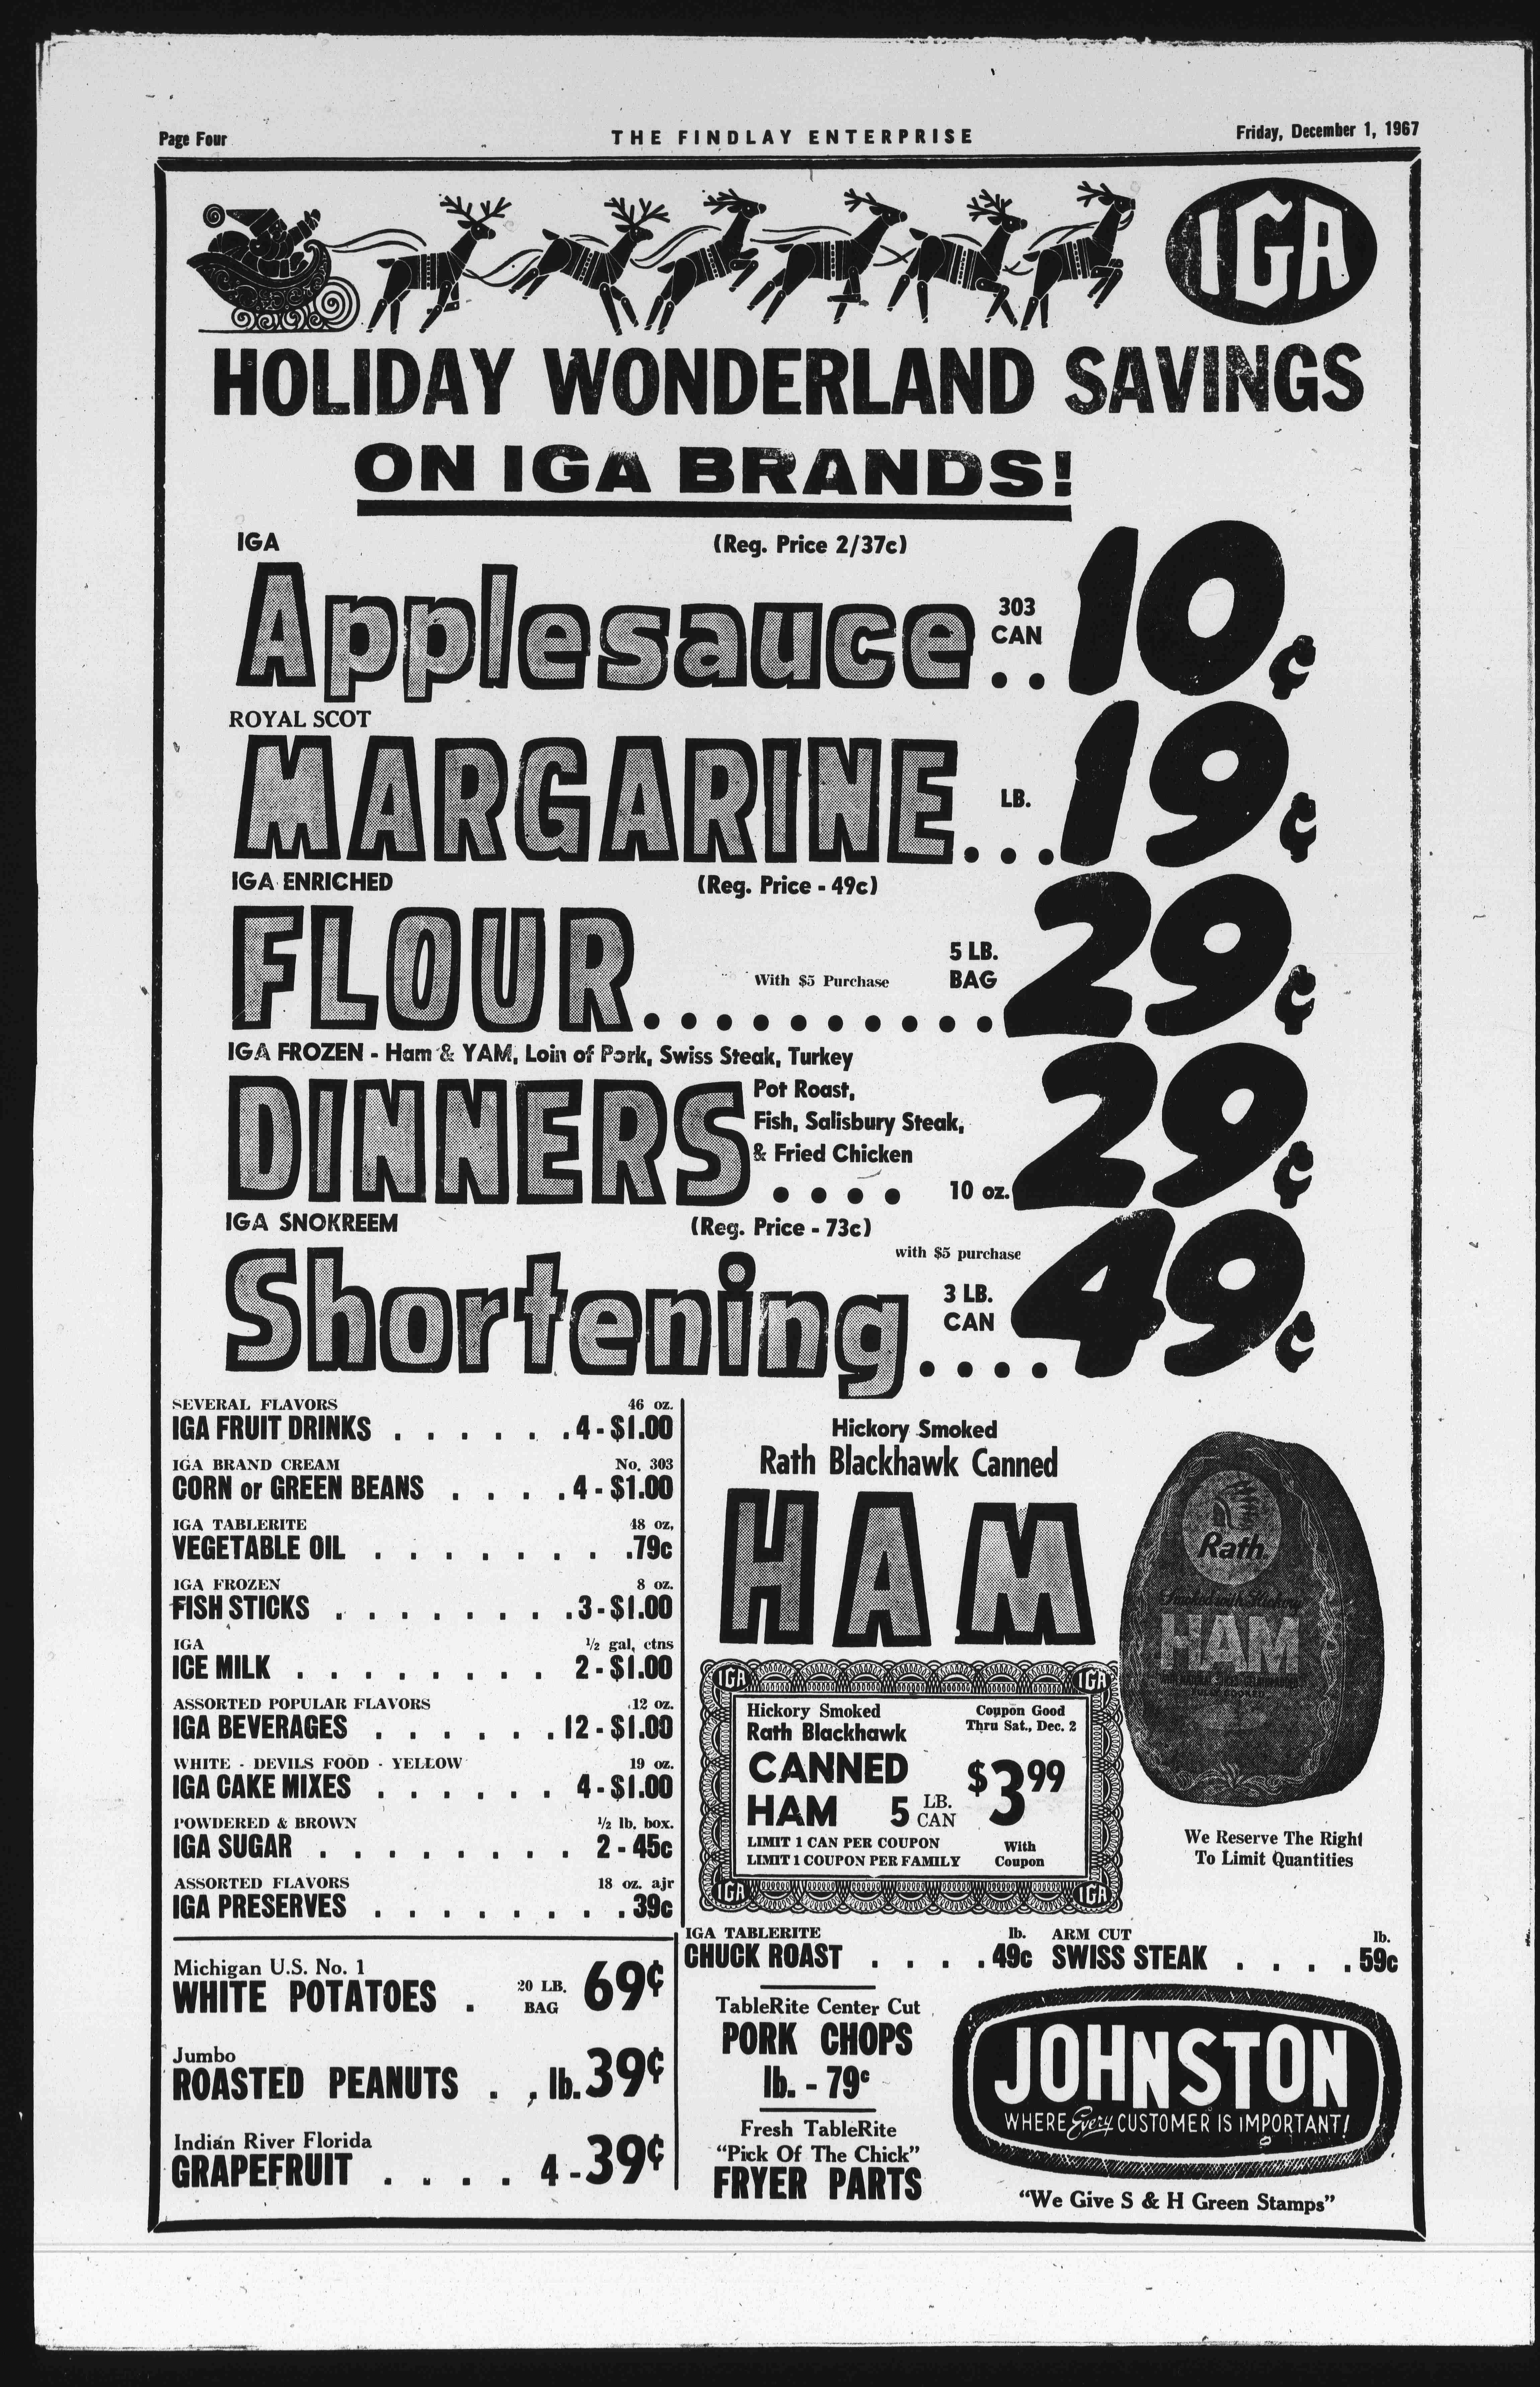 Page Four
THE FINDLAY ENTERPRISE
Friday, December 1, 1967
IGA
HOLIDAY WONDERLAND SAVINGS
ON IGA BRANDS!
IGA
(Reg. Price 2/37c)
Applesauce.. 303 CAN 10¢
ROYAL SCOT
MARGARINE... LB. 19¢
IGA ENRICHED
(Reg. Price - 49c)
FLOUR........... With $5 Purchase 5 LB. BAG 29¢
IGA FROZEN - Ham & YAM, Loin of Pork, Swiss Steak, Turkey
Pot Roast,
Fish, Salisbury Steak,
& Fried Chicken
DINNERS .... 10 oz. 29¢
IGA SNOKREEM
(Reg. Price - 73c)
with $5 purchase
Shortening.... 3 LB. CAN 49¢
SEVERAL FLAVORS 46 oz.
IGA FRUIT DRINKS . . . . . . . 4 - $1.00
IGA BRAND CREAM No. 303
CORN or GREEN BEANS . . . . . 4 - $1.00
IGA TABLERITE 48 oz,
VEGETABLE OIL . . . . . . . . .79c
IGA FROZEN 8 oz.
FISH STICKS . . . . . . . . 3 - $1.00
IGA ½ gal, ctns
ICE MILK . . . . . . . . 2 - $1.00
ASSORTED POPULAR FLAVORS 12 oz.
IGA BEVERAGES . . . . . . 12 - $1.00
WHITE - DEVILS FOOD - YELLOW 19 oz.
IGA CAKE MIXES . . . . . . 4 - $1.00
POWDERED & BROWN ½ lb. box.
IGA SUGAR . . . . . . . . 2 - 45c
ASSORTED FLAVORS 18 oz. ajr
IGA PRESERVES . . . . . . . . 39c
Michigan U.S. No. 1
WHITE POTATOES . 20 LB. BAG 69¢
Jumbo
ROASTED PEANUTS . , lb. 39¢
Indian River Florida
GRAPEFRUIT . . . . 4 - 39¢
Hickory Smoked
Rath Blackhawk Canned
HAM
Rath
Smoked with Hickory
HAM
IGA
IGA
Hickory Smoked
Rath Blackhawk
CANNED
HAM 5 LB. CAN
Coupon Good
Thru Sat., Dec. 2
$3 99
LIMIT 1 CAN PER COUPON
LIMIT 1 COUPON PER FAMILY
With
Coupon
IGA
IGA
We Reserve The Right
To Limit Quantities
IGA TABLERITE lb.
CHUCK ROAST . . . . 49c
ARM CUT lb.
SWISS STEAK . . . . . 59c
TableRite Center Cut
PORK CHOPS
lb. - 79c
Fresh TableRite
"Pick Of The Chick"
FRYER PARTS
JOHNSTON
WHERE Every CUSTOMER IS IMPORTANT!
"We Give S & H Green Stamps"